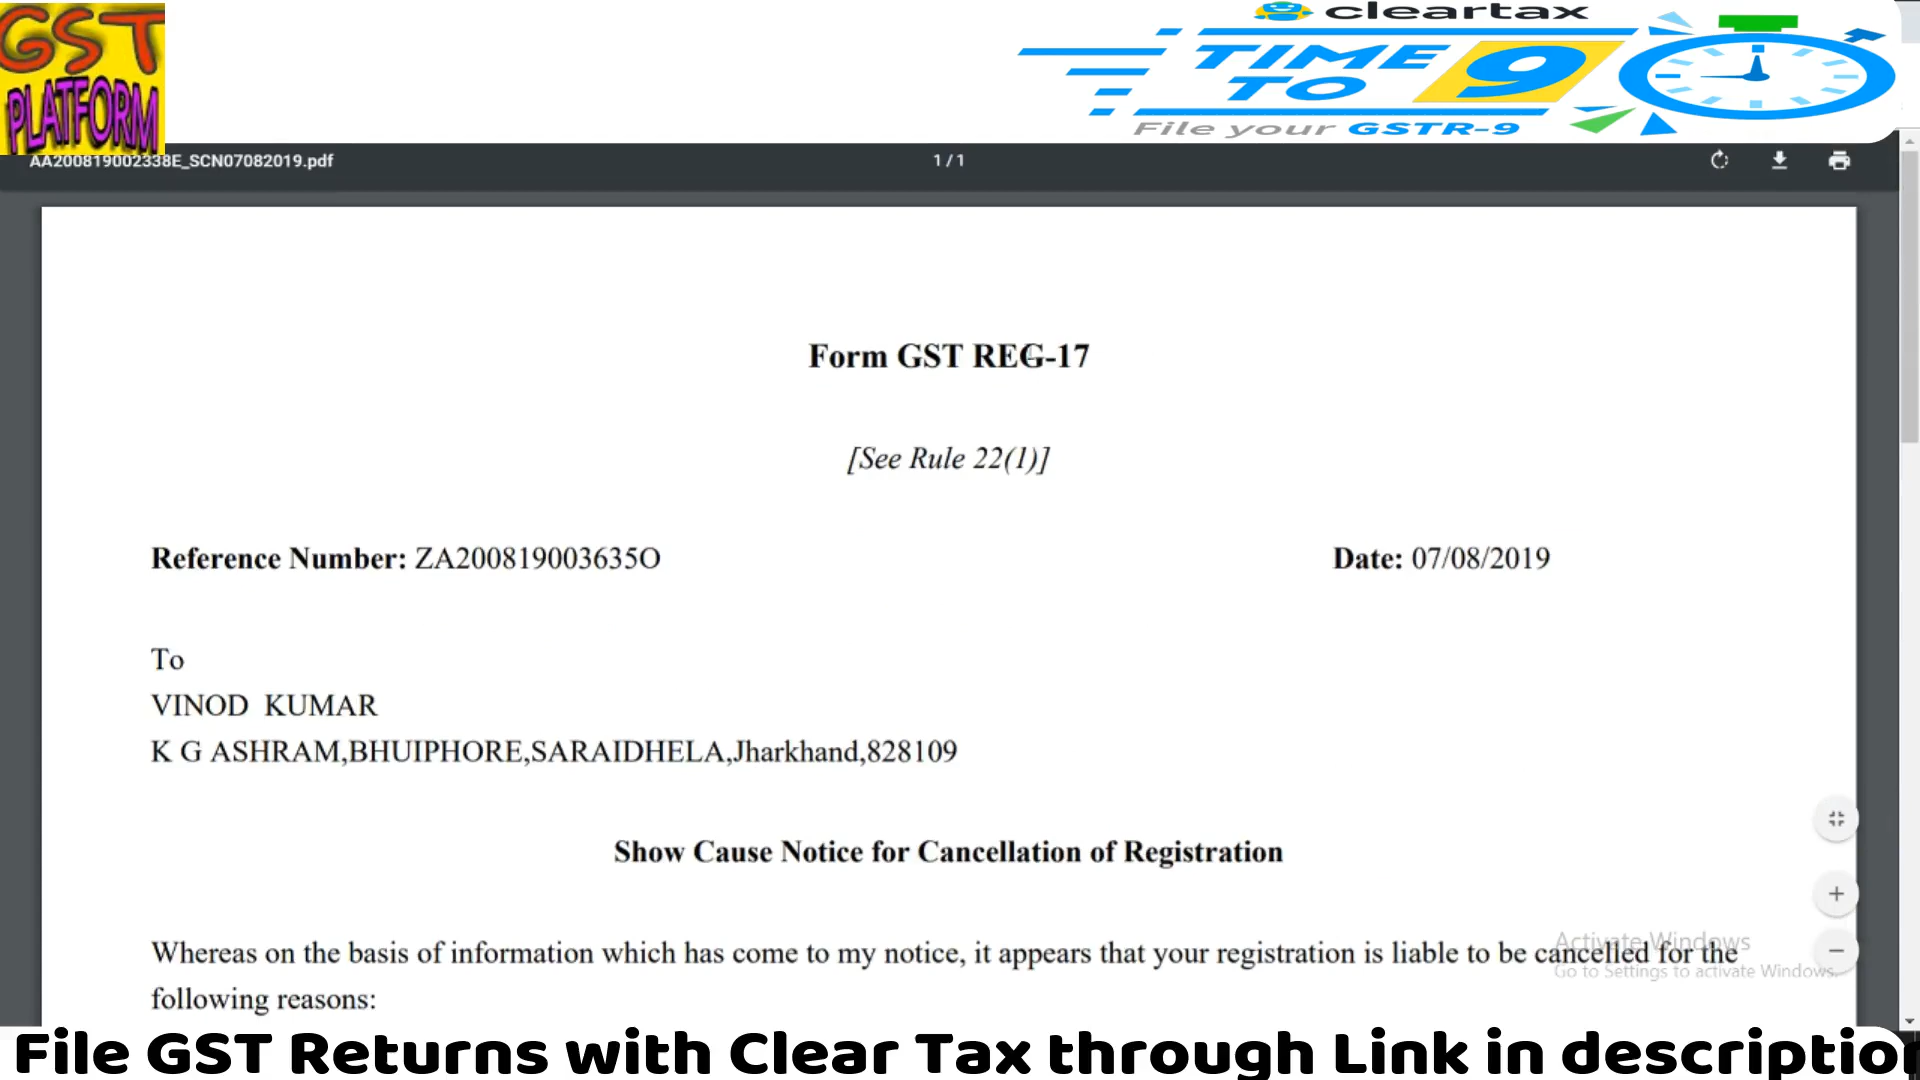 GST
PLATFORM
cleartax
TIME
TO 9
File your GSTR-9
AA200819002338E_SCN07082019.pdf
1 / 1
Form GST REG-17
[See Rule 22(1)]
Reference Number: ZA200819003635O
Date: 07/08/2019
To
VINOD KUMAR
K G ASHRAM,BHUIPHORE,SARAIDHELA,Jharkhand,828109
Show Cause Notice for Cancellation of Registration
Whereas on the basis of information which has come to my notice, it appears that your registration is liable to be cancelled for the
following reasons:
Activate Windows
Go to Settings to activate Windows.
File GST Returns with Clear Tax through Link in description